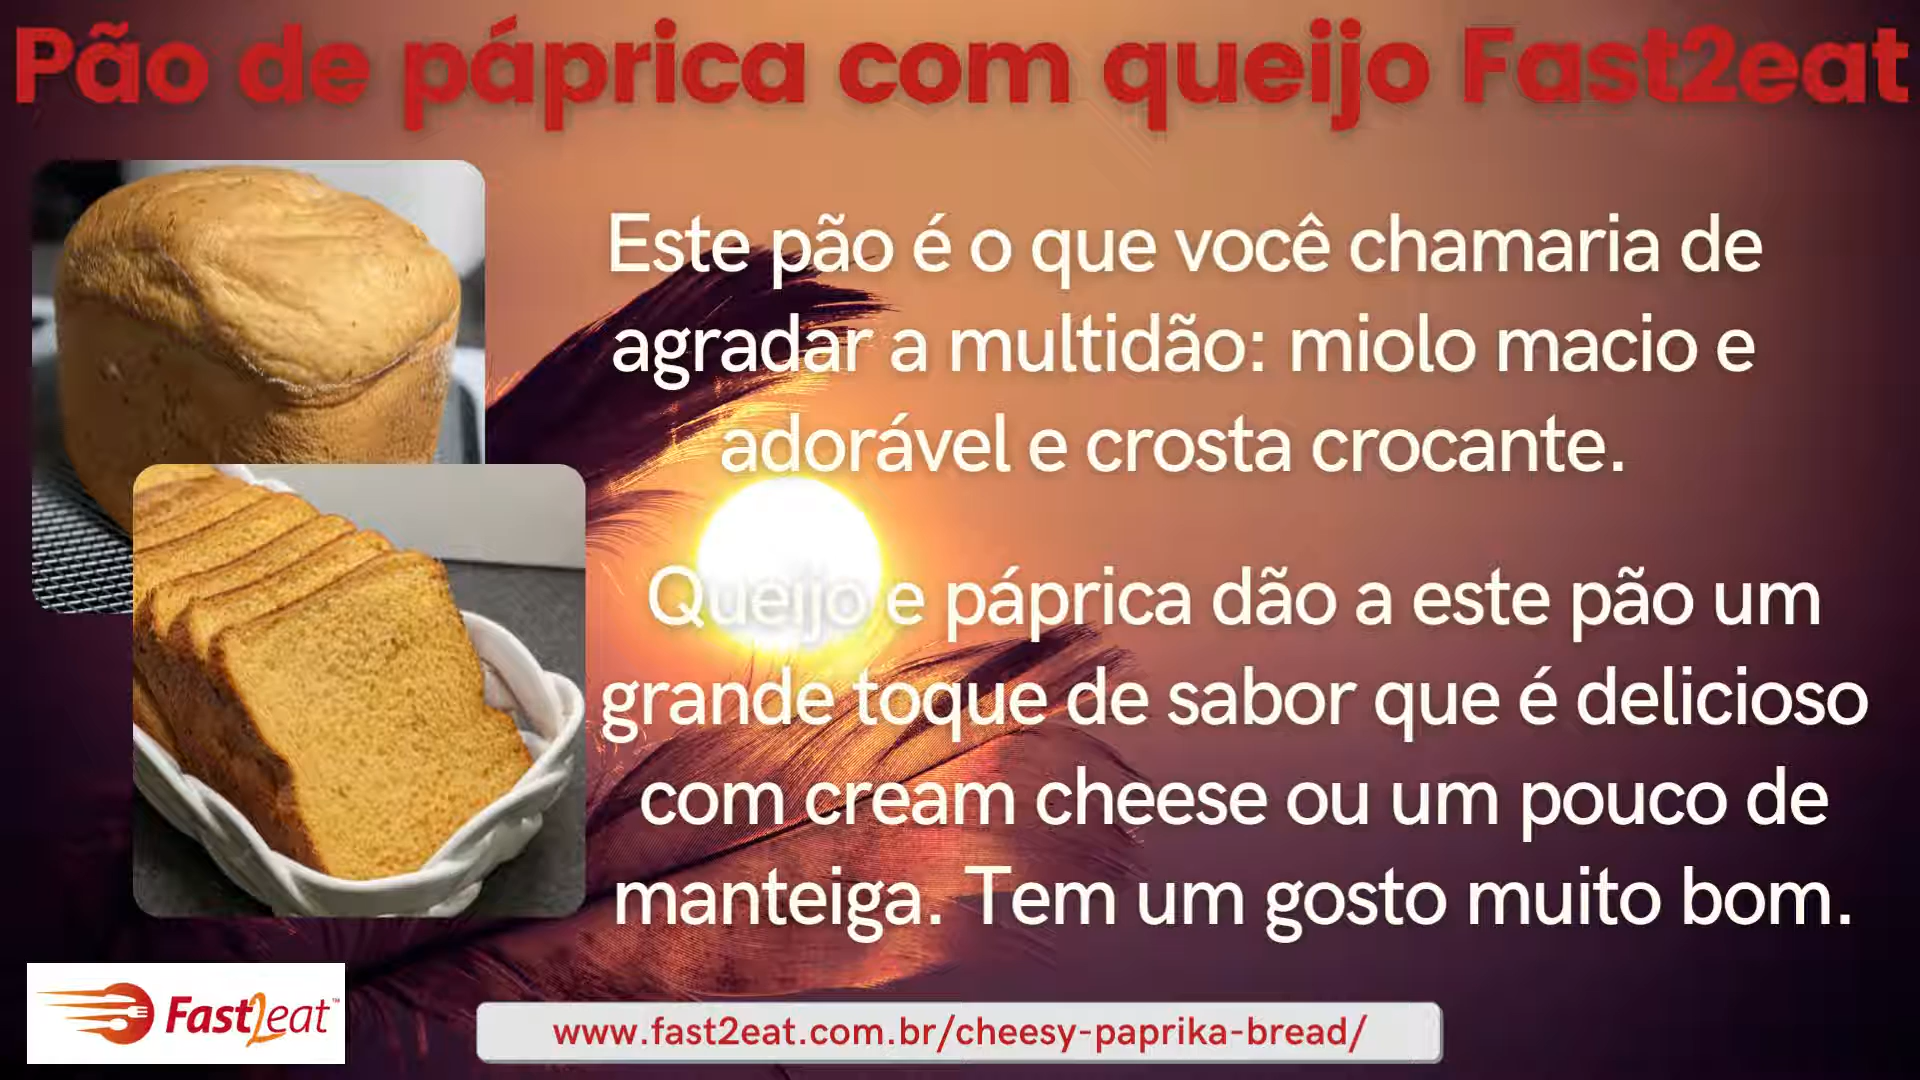 Pão de páprica com queijo Fast2eat
Este pão é o que você chamaria de
agradar a multidão: miolo macio e
adorável e crosta crocante.
Queijo e páprica dão a este pão um
grande toque de sabor que é delicioso
com cream cheese ou um pouco de
manteiga. Tem um gosto muito bom.
Fast2eat™
www.fast2eat.com.br/cheesy-paprika-bread/